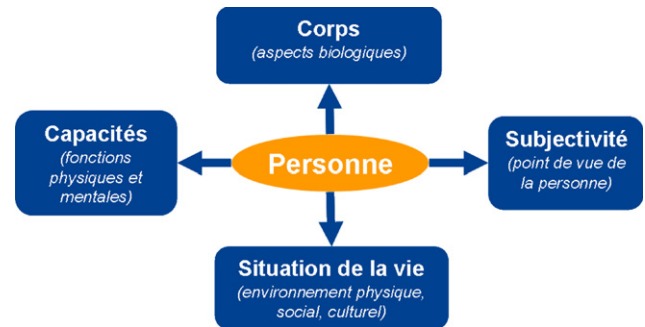 Corps
(aspects biologiques)
Capacités
(fonctions
physiques et
mentales)
Personne
Subjectivité
(point de vue de
la personne)
Situation de la vie
(environnement physique,
social, culturel)